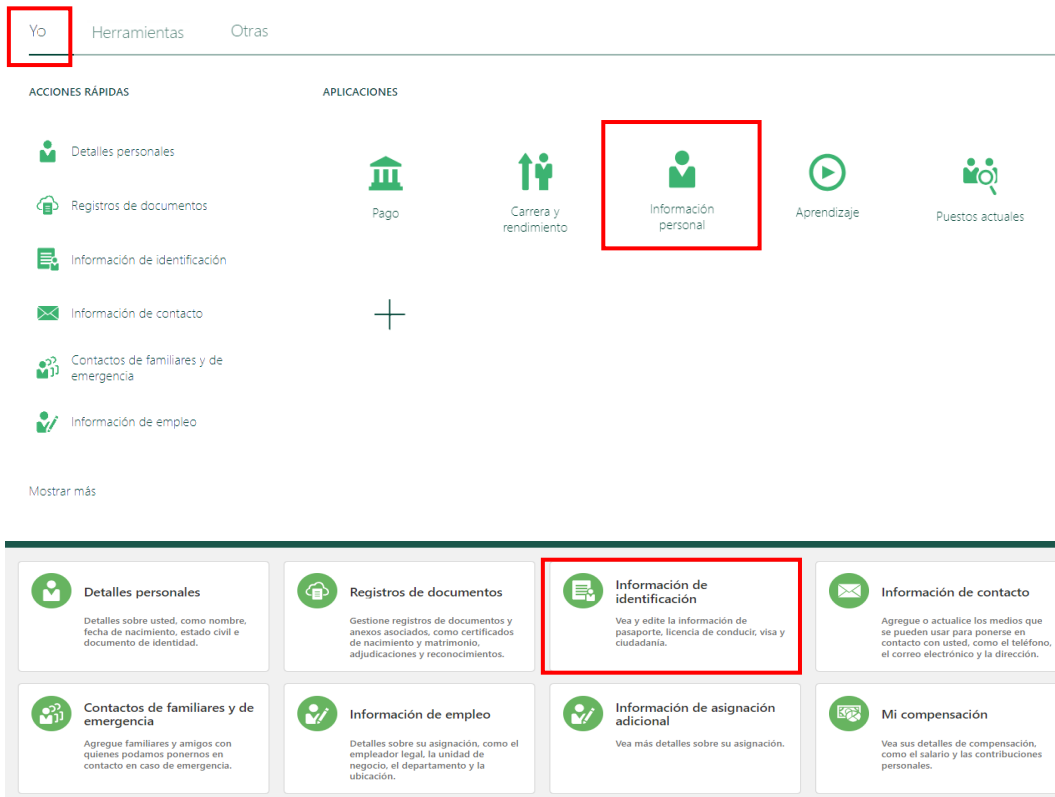 Yo
Herramientas
Otras
ACCIONES RÁPIDAS
APLICACIONES
Detalles personales
Registros de documentos
Información de identificación
Información de contacto
Contactos de familiares y de
emergencia
Información de empleo
Mostrar más
Pago
Carrera y
rendimiento
Información
personal
Aprendizaje
Puestos actuales
Detalles personales
Detalles sobre usted, como nombre,
fecha de nacimiento, estado civil e
documento de identidad.
Registros de documentos
Gestione registros de documentos y
anexos asociados, como certificados
de nacimiento y matrimonio,
adjudicaciones y reconocimientos.
Información de
identificación
Vea y edite la información de
pasaporte, licencia de conducir, visa y
ciudadanía.
Información de contacto
Agregue o actualice los medios que
se pueden usar para ponerse en
contacto con usted, como el teléfono,
el correo electrónico y la dirección.
Contactos de familiares y de
emergencia
Agregue familiares y amigos con
quienes podamos ponernos en
contacto en caso de emergencia.
Información de empleo
Detalles sobre su asignación, como el
empleador legal, la unidad de
negocio, el departamento y la
ubicación.
Información de asignación
adicional
Vea más detalles sobre su asignación.
Mi compensación
Vea sus detalles de compensación,
como el salario y las contribuciones
personales.